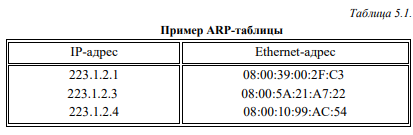 Таблица 5.1.
Пример ARP-таблицы
IP-адрес Ethernet-адрес
223.1.2.1 08:00:39:00:2F:C3
223.1.2.3 08:00:5A:21:A7:22
223.1.2.4 08:00:10:99:AC:54